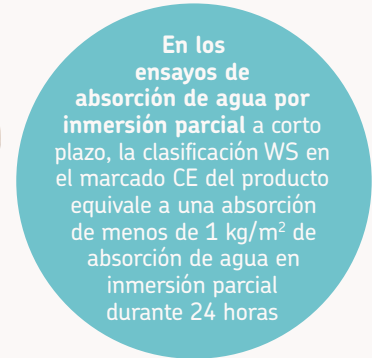 En los
ensayos de
absorción de agua por
inmersión parcial a corto
plazo, la clasificación WS en
el marcado CE del producto
equivale a una absorción
de menos de 1 kg/m² de
absorción de agua en
inmersión parcial
durante 24 horas